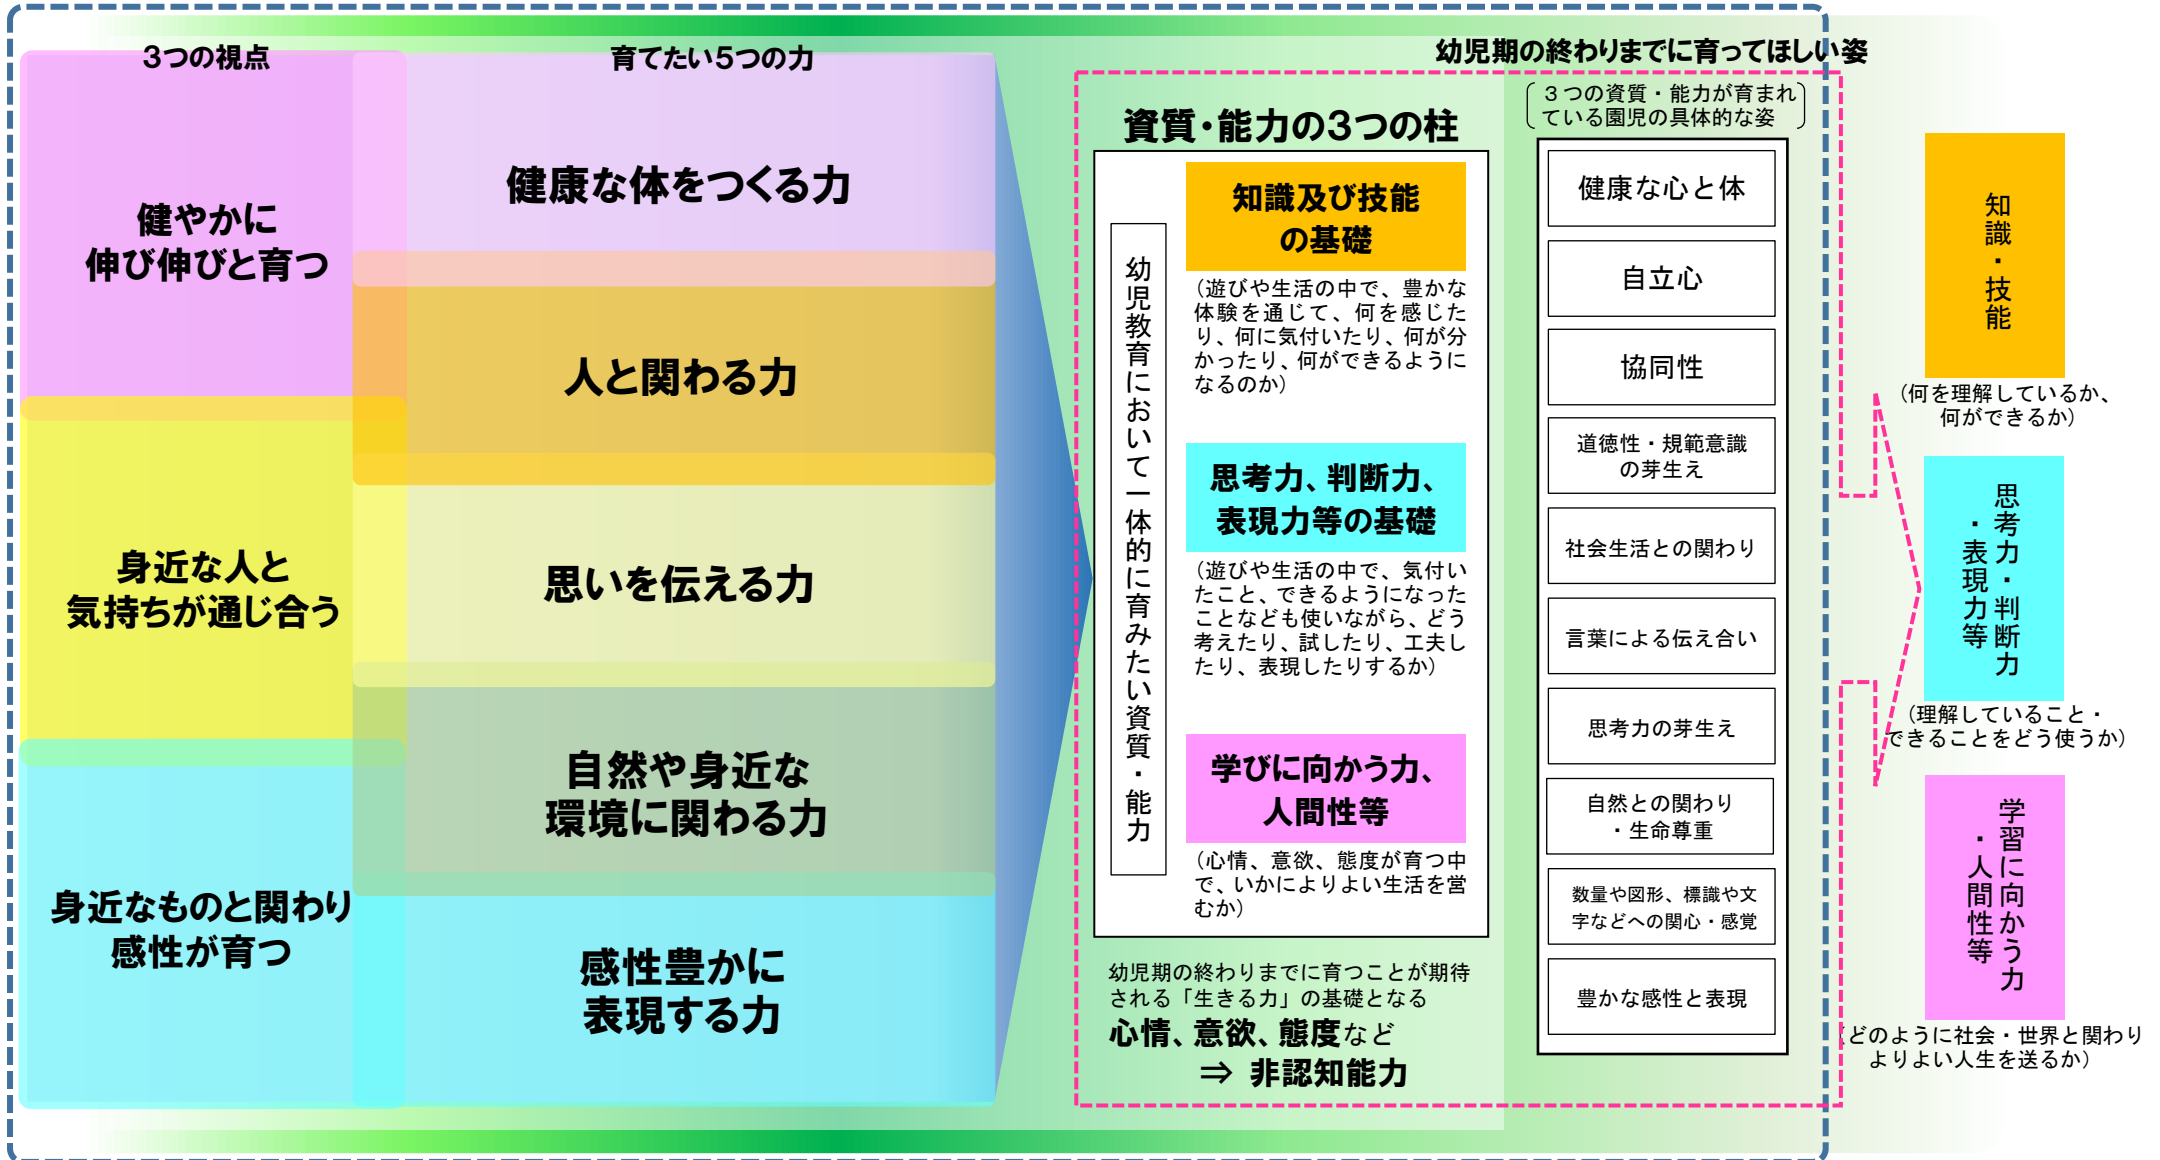 3つの視点
健やかに
伸び伸びと育つ
身近な人と
気持ちが通じ合う
身近なものと関わり
感性が育つ
育てたい5つの力
健康な体をつくる力
人と関わる力
思いを伝える力
自然や身近な
環境に関わる力
感性豊かに
表現する力
資質・能力の3つの柱
幼児教育において一体的に育みたい資質・能力
知識及び技能
の基礎
（遊びや生活の中で、豊かな
体験を通じて、何を感じた
り、何に気付いたり、何が分
かったり、何ができるように
なるのか）
思考力、判断力、
表現力等の基礎
（遊びや生活の中で、気付い
たこと、できるようになった
ことなども使いながら、どう
考えたり、試したり、工夫し
たり、表現したりするか）
学びに向かう力、
人間性等
（心情、意欲、態度が育つ中
で、いかによりよい生活を営
むか）
幼児期の終わりまでに育つことが期待
される「生きる力」の基礎となる
心情、意欲、態度など
⇒ 非認知能力
幼児期の終わりまでに育ってほしい姿
３つの資質・能力が育まれ
ている園児の具体的な姿
健康な心と体
自立心
協同性
道徳性・規範意識
の芽生え
社会生活との関わり
言葉による伝え合い
思考力の芽生え
自然との関わり
・生命尊重
数量や図形、標識や文
字などへの関心・感覚
豊かな感性と表現
知識・技能
（何を理解しているか、
何ができるか）
思考力・判断力
・表現力等
（理解していること・
できることをどう使うか）
学習に向かう力
・人間性等
（どのように社会・世界と関わり
よりよい人生を送るか）